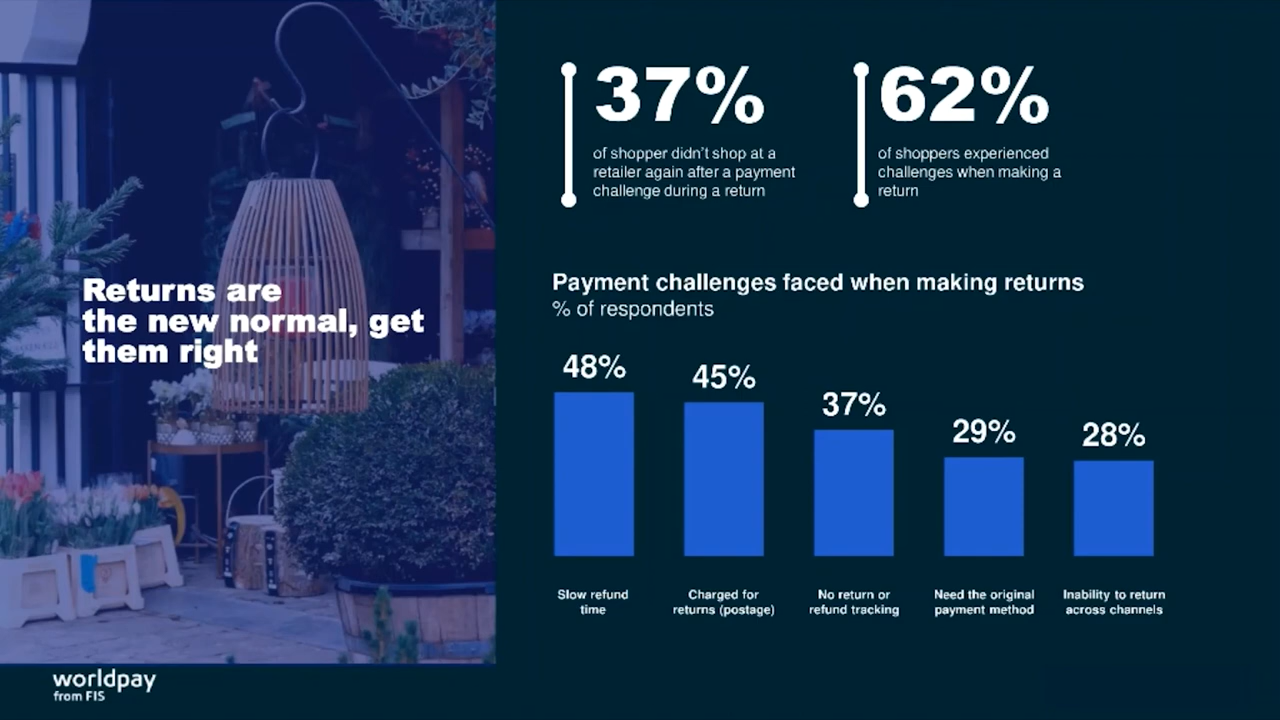 Returns are
the new normal, get
them right
37%
of shopper didn't shop at a
retailer again after a payment
challenge during a return
62%
of shoppers experienced
challenges when making a
return
Payment challenges faced when making returns
% of respondents
48%
45%
37%
29%
28%
Slow refund
time
Charged for
returns (postage)
No return or
refund tracking
Need the original
payment method
Inability to return
across channels
worldpay
from FIS